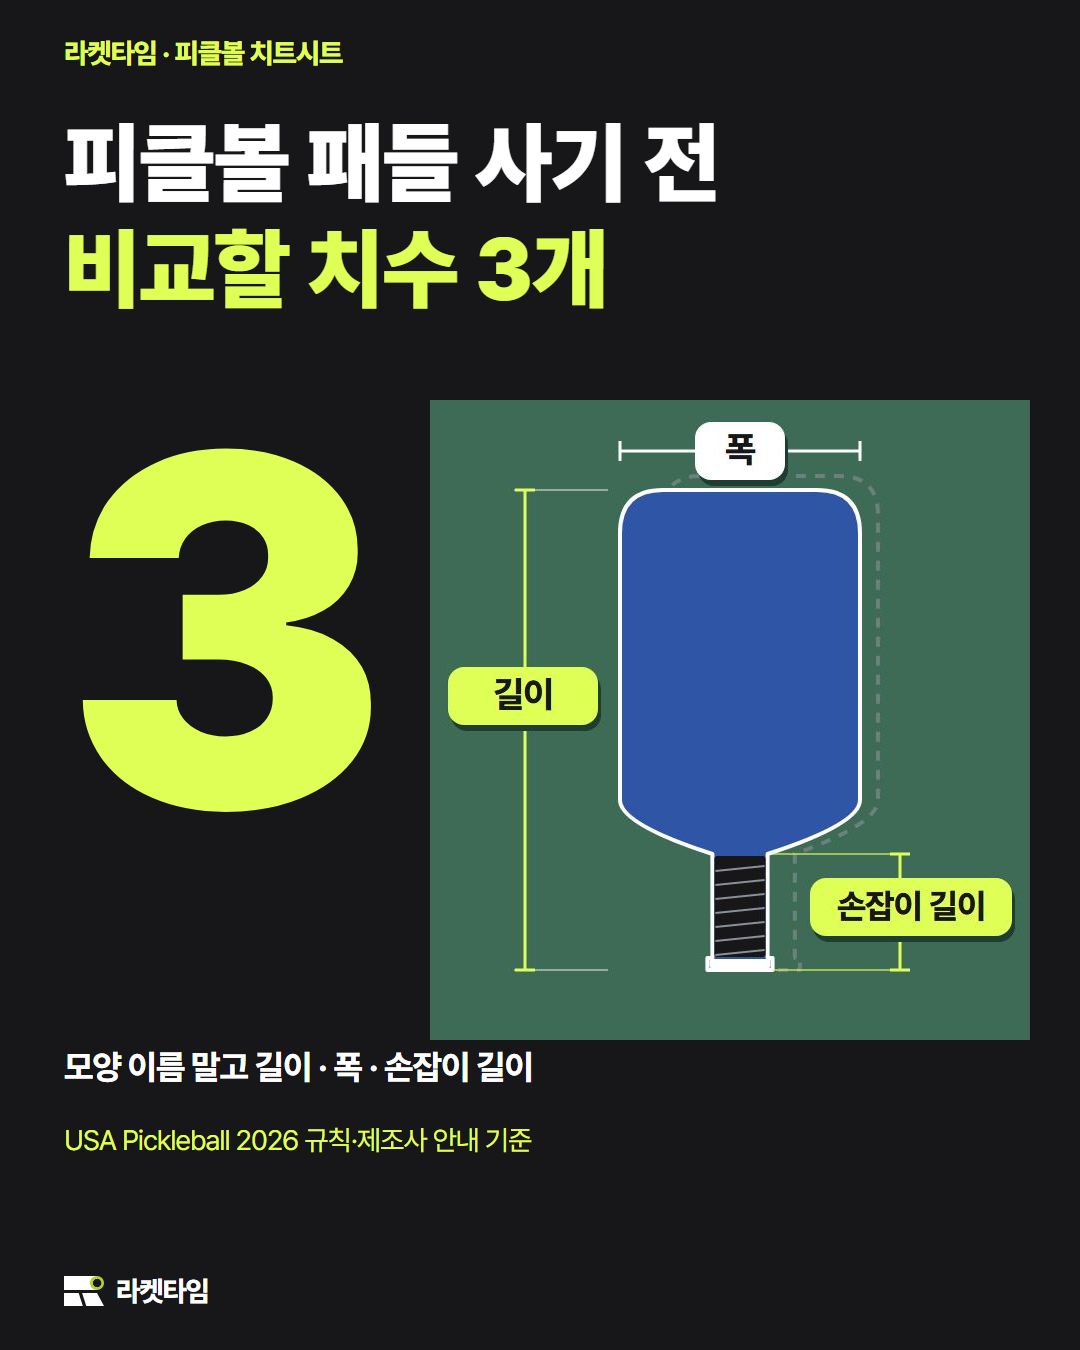 라켓타임 · 피클볼 치트시트
피클볼 패들 사기 전
비교할 치수 3개
3
폭
길이
손잡이 길이
모양 이름 말고 길이 · 폭 · 손잡이 길이
USA Pickleball 2026 규칙·제조사 안내 기준
라켓타임